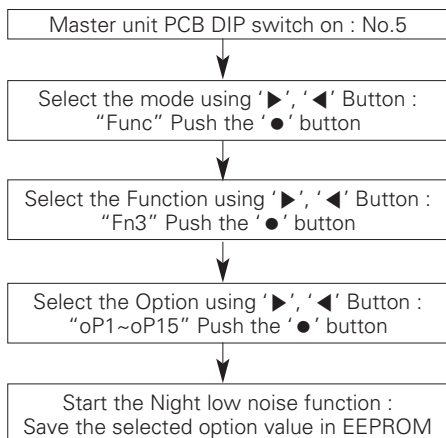 Master unit PCB DIP switch on : No.5
Select the mode using ‘▶’, ‘◀’ Button :
“Func” Push the ‘●’ button
Select the Function using ‘▶’, ‘◀’ Button :
“Fn3” Push the ‘●’ button
Select the Option using ‘▶’, ‘◀’ Button :
“oP1~oP15” Push the ‘●’ button
Start the Night low noise function :
Save the selected option value in EEPROM